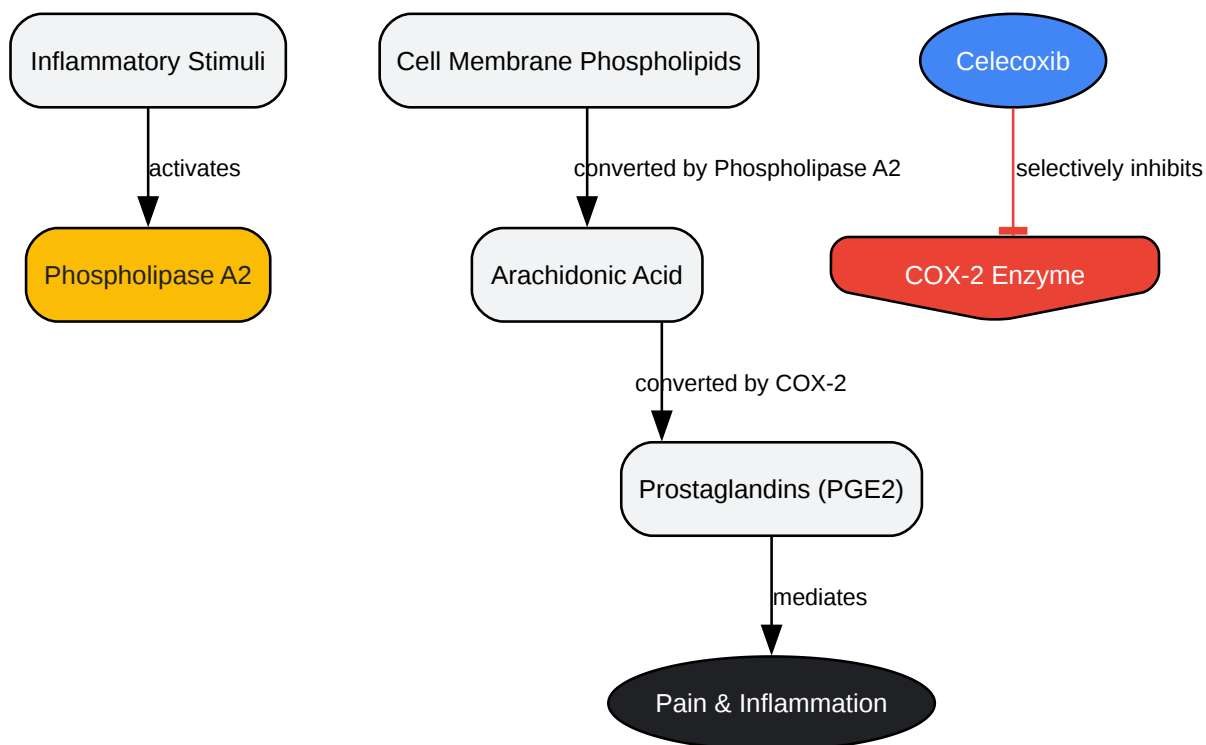 Inflammatory Stimuli
Cell Membrane Phospholipids
Celecoxib
activates
converted by Phospholipase A2
selectively inhibits
Phospholipase A2
Arachidonic Acid
COX-2 Enzyme
converted by COX-2
Prostaglandins (PGE2)
mediates
Pain & Inflammation